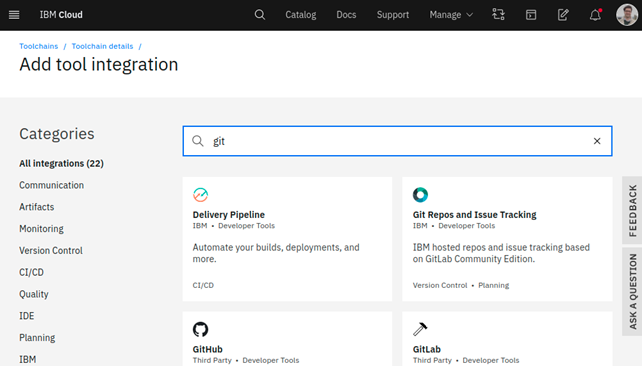 IBM Cloud
Catalog
Docs
Support
Manage
Toolchains / Toolchain details /
Add tool integration
Categories
All integrations (22)
Communication
Artifacts
Monitoring
Version Control
CI/CD
Quality
IDE
Planning
IBM
git
Delivery Pipeline
IBM • Developer Tools
Automate your builds, deployments, and
more.
CI/CD
Git Repos and Issue Tracking
IBM • Developer Tools
IBM hosted repos and issue tracking based
on GitLab Community Edition.
Version Control • Planning
GitHub
Third Party • Developer Tools
GitLab
Third Party • Developer Tools
FEEDBACK
ASK A QUESTION